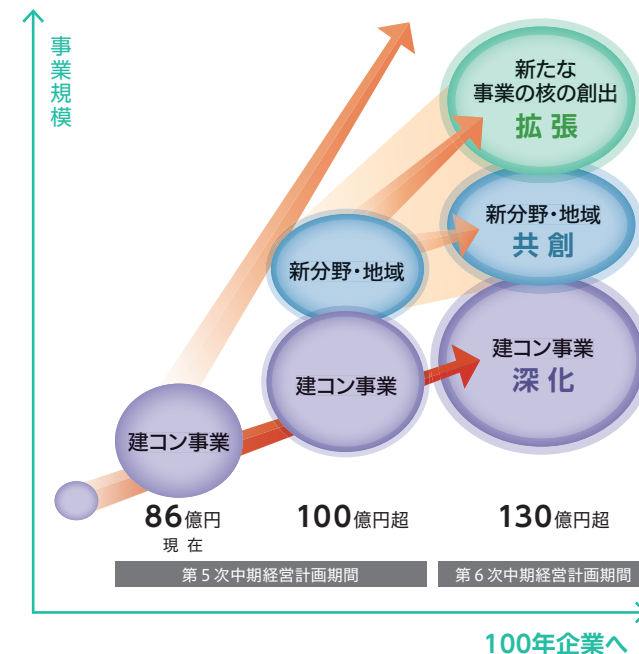 事業規模
新たな
事業の核の創出
拡張
新分野・地域
共創
新分野・地域
建コン事業
深化
建コン事業
建コン事業
86億円
現在
100億円超
130億円超
第5次中期経営計画期間
第6次中期経営計画期間
100年企業へ